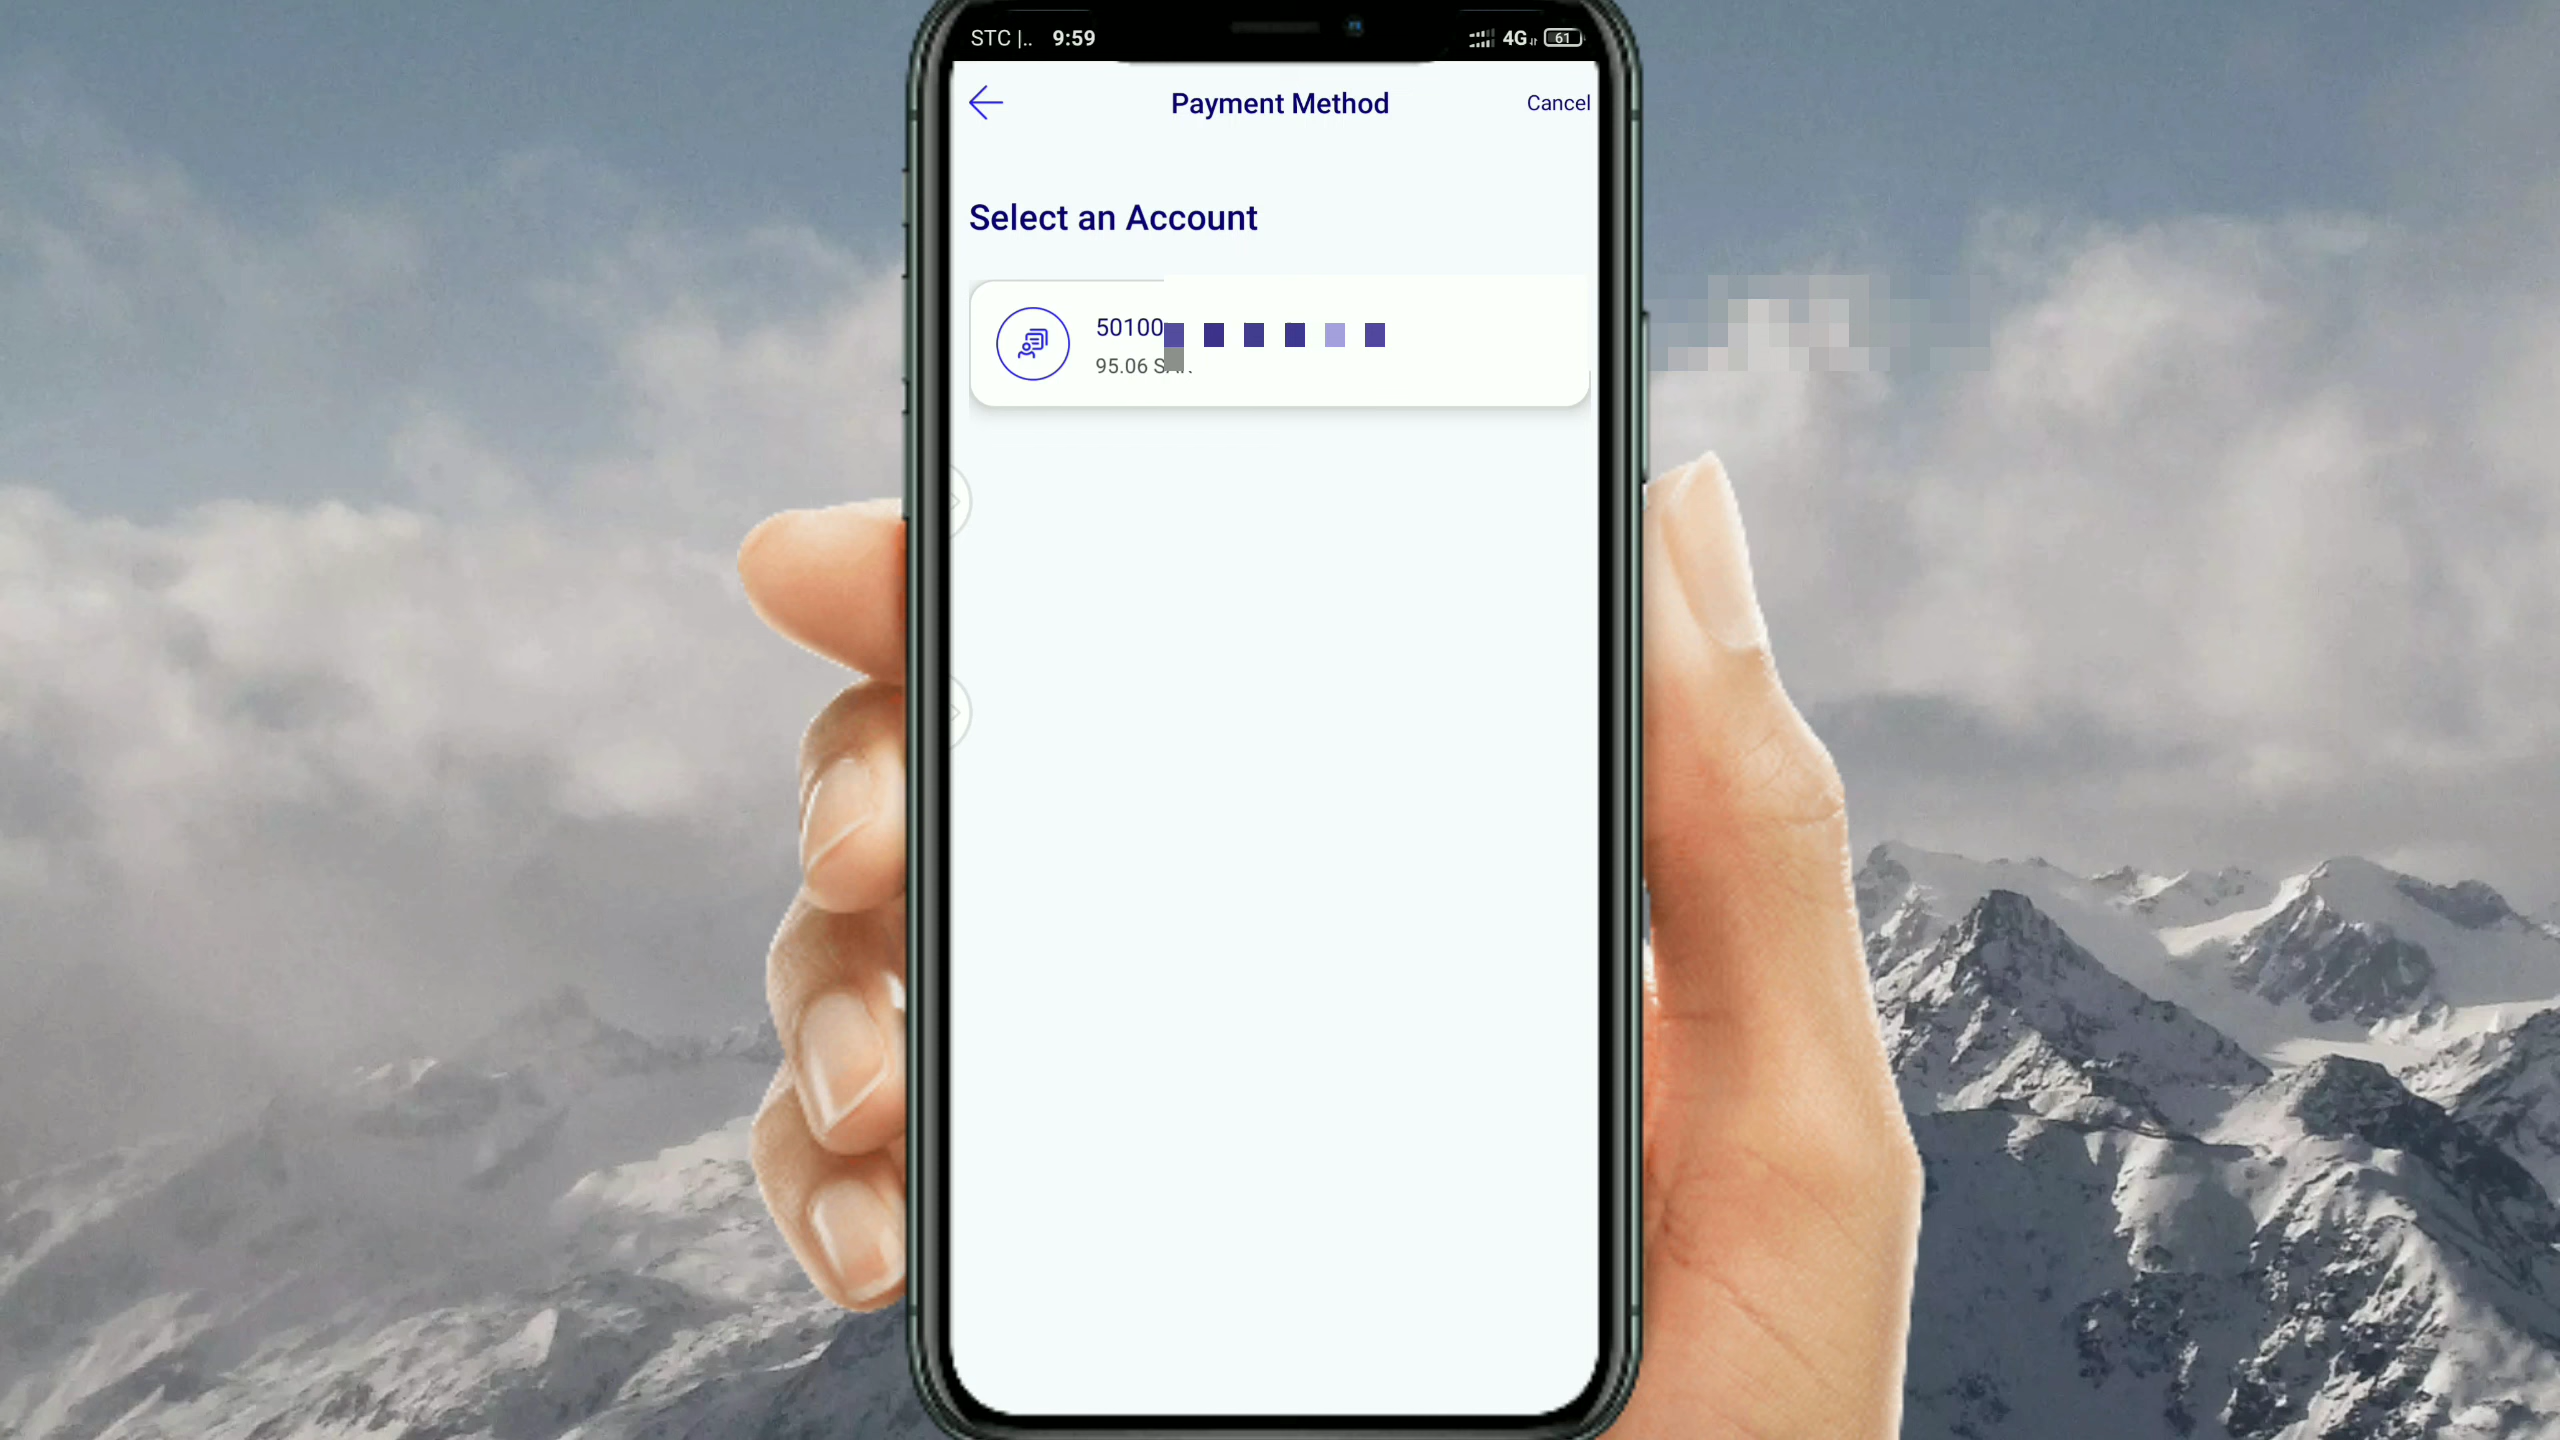 STC |.. 9:59 4G 61
Payment Method Cancel
Select an Account
50100
95.06